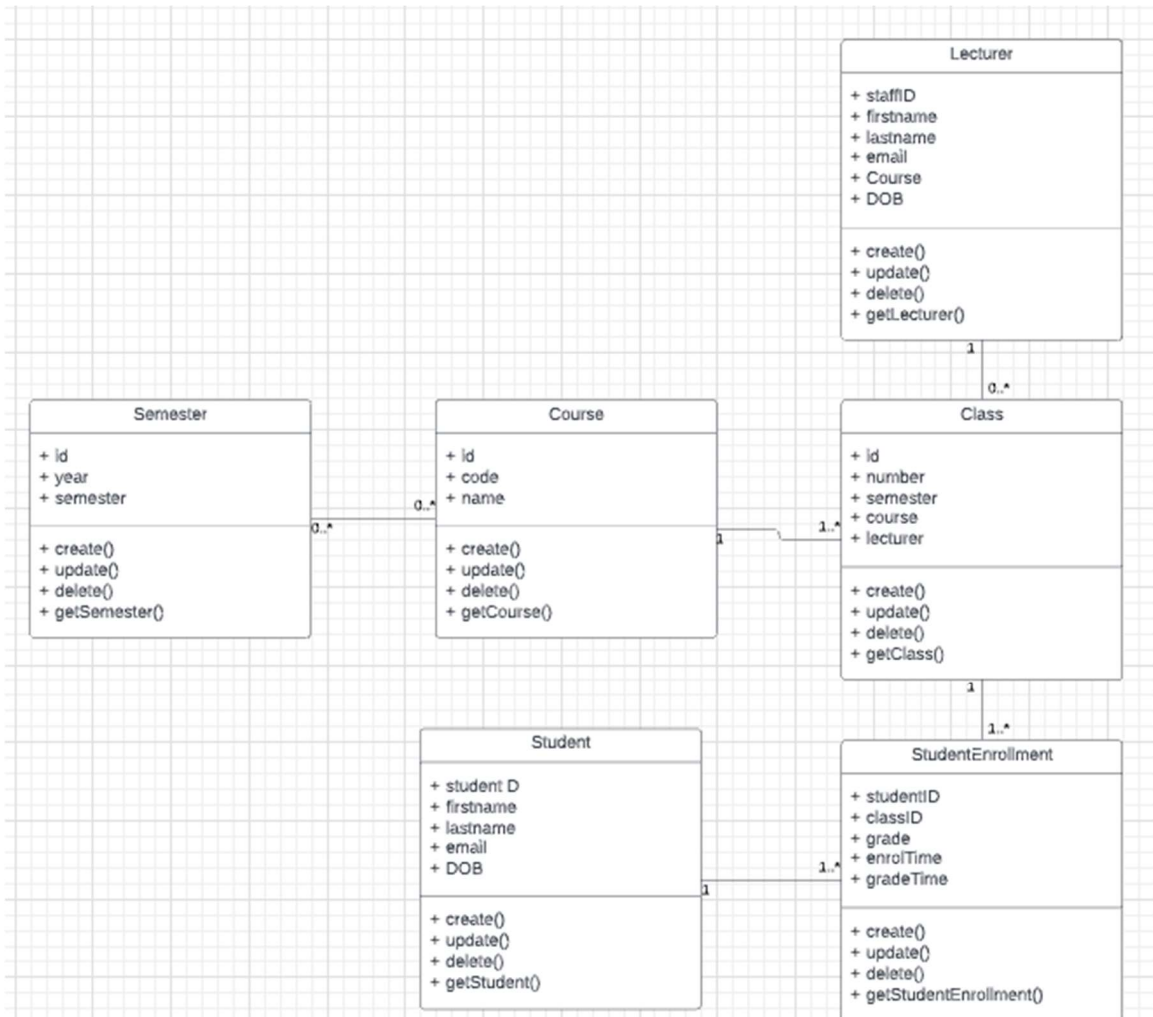 Lecturer
+ staffID
+ firstname
+ lastname
+ email
+ Course
+ DOB
+ create()
+ update()
+ delete()
+ getLecturer()
1
0..*
Semester
+ id
+ year
+ semester
+ create()
+ update()
+ delete()
+ getSemester()
0..*
0..*
Course
+ id
+ code
+ name
+ create()
+ update()
+ delete()
+ getCourse()
1
1..*
Class
+ id
+ number
+ semester
+ course
+ lecturer
+ create()
+ update()
+ delete()
+ getClass()
1
1..*
Student
+ student D
+ firstname
+ lastname
+ email
+ DOB
+ create()
+ update()
+ delete()
+ getStudent()
1
1..*
StudentEnrollment
+ studentID
+ classID
+ grade
+ enrolTime
+ gradeTime
+ create()
+ update()
+ delete()
+ getStudentEnrollment()